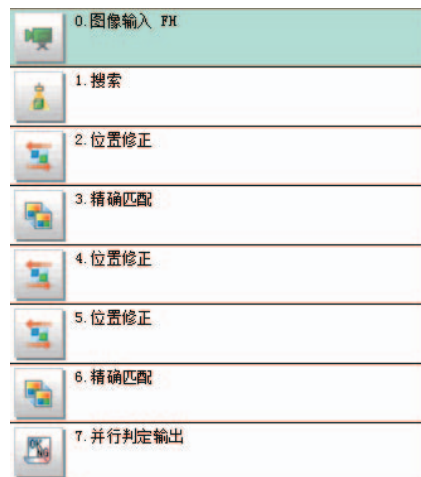 0.图像输入 FH
1.搜索
2.位置修正
3.精确匹配
4.位置修正
5.位置修正
6.精确匹配
OK
NG
7.并行判定输出